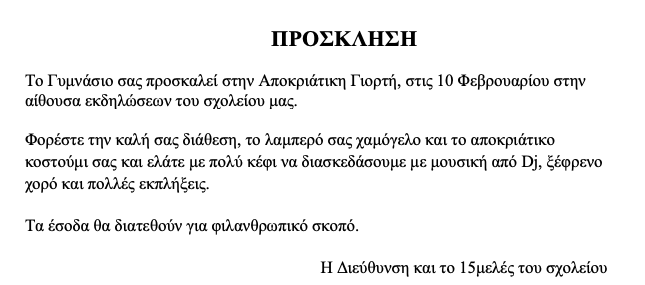 ΠΡΟΣΚΛΗΣΗ
Το Γυμνάσιο σας προσκαλεί στην Αποκριάτικη Γιορτή, στις 10 Φεβρουαρίου στην
αίθουσα εκδηλώσεων του σχολείου μας.
Φορέστε την καλή σας διάθεση, το λαμπερό σας χαμόγελο και το αποκριάτικο
κοστούμι σας και ελάτε με πολύ κέφι να διασκεδάσουμε με μουσική από Dj, ξέφρενο
χορό και πολλές εκπλήξεις.
Τα έσοδα θα διατεθούν για φιλανθρωπικό σκοπό.
Η Διεύθυνση και το 15μελές του σχολείου